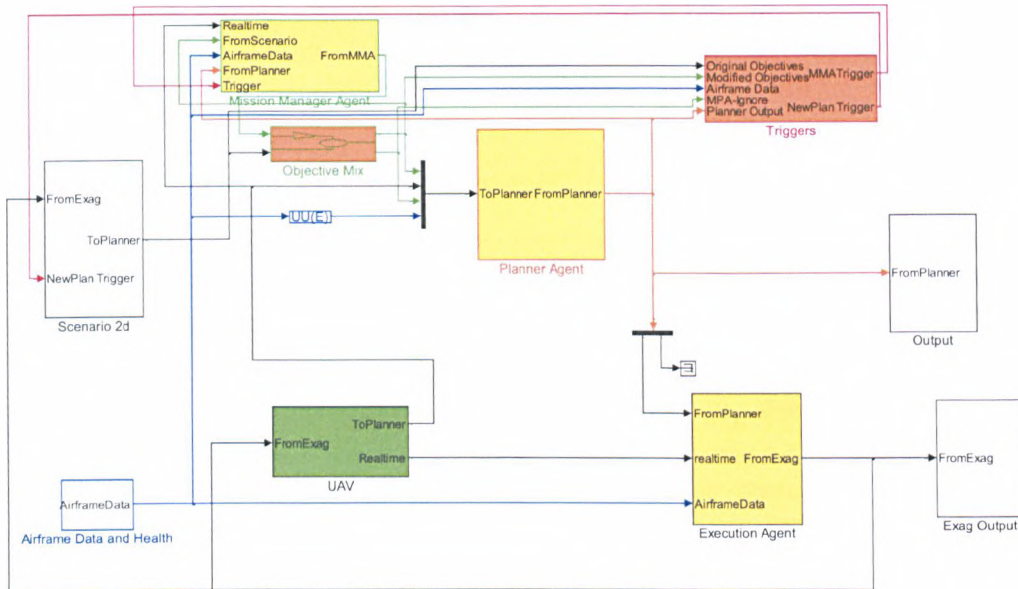 Realtime
FromScenario
AirframeData
FromMMA
FromPlanner
Trigger
Mission Manager Agent
Original Objectives
Modified Objectives
MMATrigger
Airframe Data
MPA-Ignore
NewPlan Trigger
Planner Output
Triggers
Objective Mix
FromExag
ToPlanner
NewPlan Trigger
Scenario 2d
UU(E)
ToPlanner
FromPlanner
Planner Agent
FromPlanner
Output
ToPlanner
FromExag
Realtime
UAV
FromPlanner
realtime
FromExag
AirframeData
Execution Agent
FromExag
Exag Output
AirframeData
Airframe Data and Health